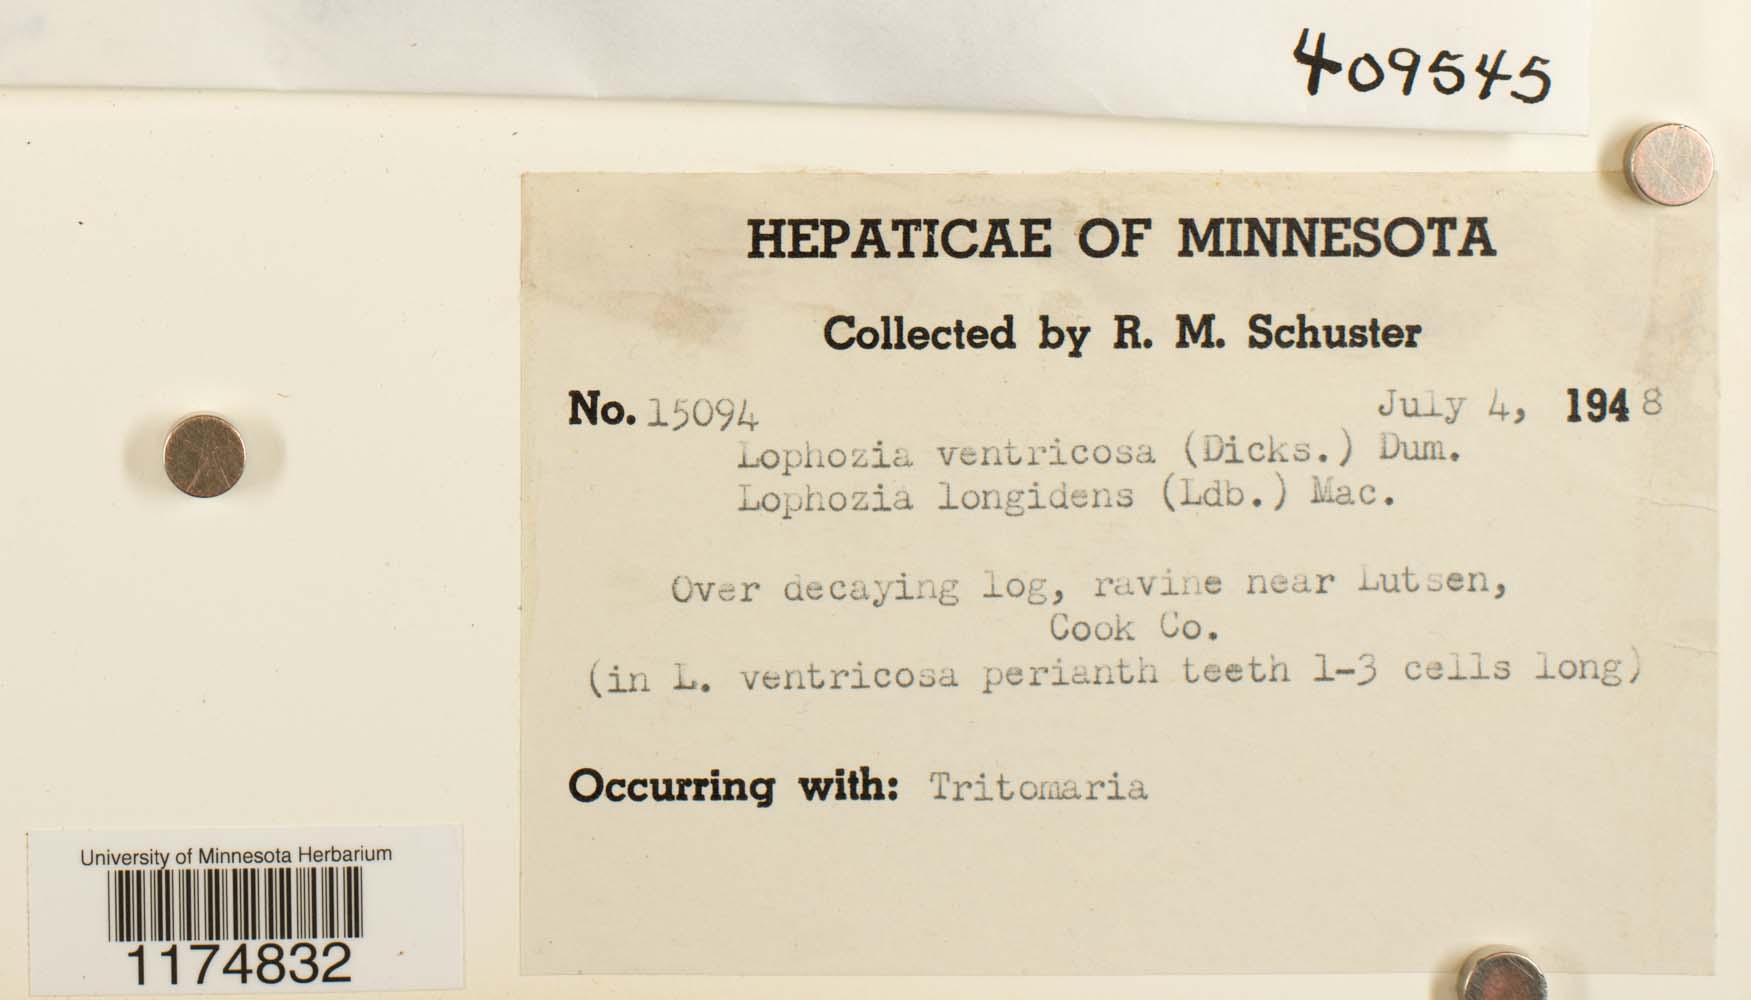 409545
HEPATICAE OF MINNESOTA
Collected by R. M. Schuster
No. 15094 July 4, 1948
Lophozia ventricosa (Dicks.) Dum.
Lophozia longidens (Ldb.) Mac.
Over decaying log, ravine near Lutsen,
Cook Co.
(in L. ventricosa perianth teeth 1-3 cells long)
Occurring with: Tritomaria
University of Minnesota Herbarium
1174832